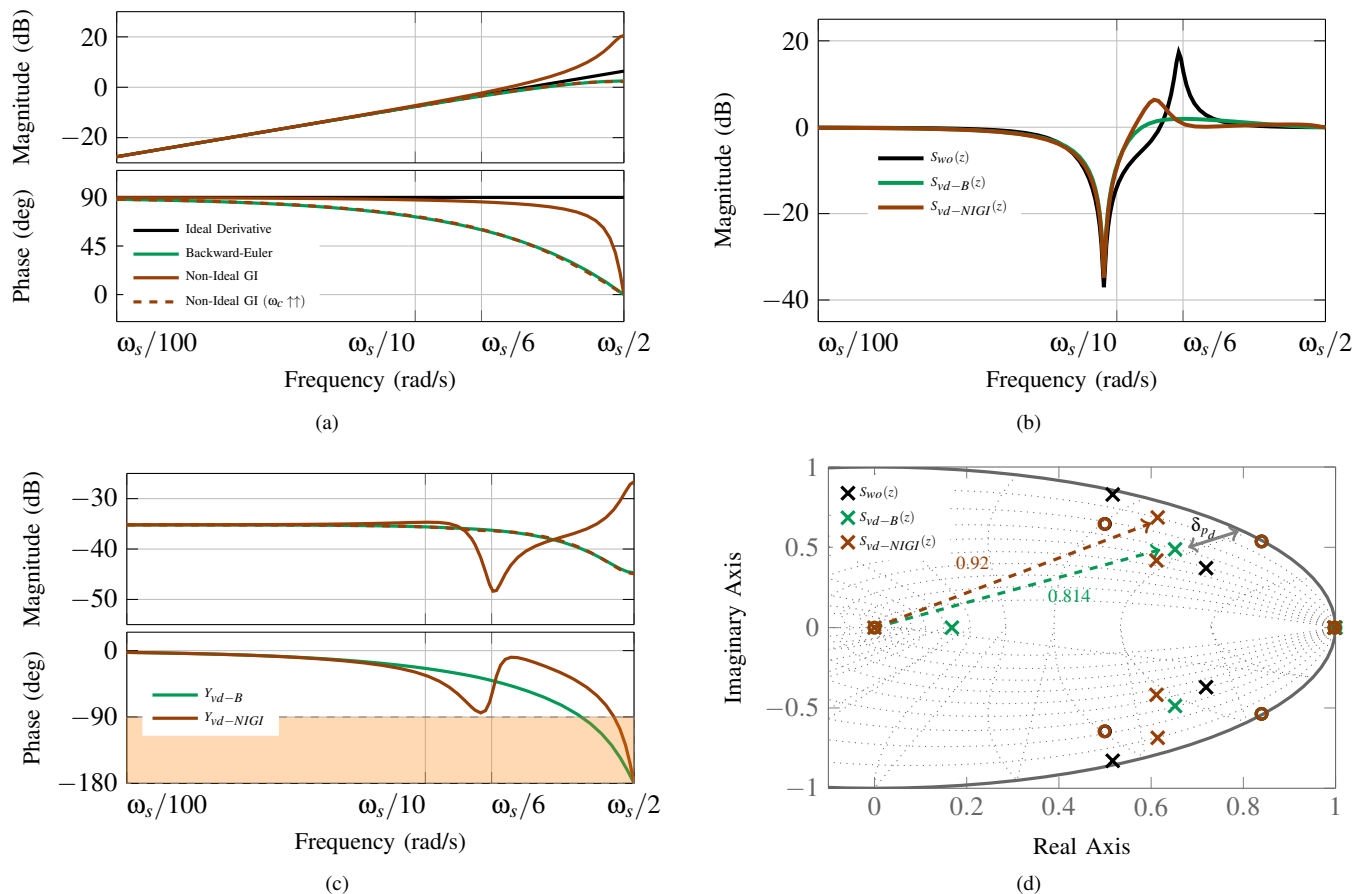 Magnitude (dB)
20
0
−20
Phase (deg)
90
45
0
Ideal Derivative
Backward-Euler
Non-Ideal GI
Non-Ideal GI (ω_c ↑↑)
ω_s/100
ω_s/10
ω_s/6
ω_s/2
Frequency (rad/s)
(a)
Magnitude (dB)
20
0
−20
−40
S_wo(z)
S_vd−B(z)
S_vd−NIGI(z)
ω_s/100
ω_s/10
ω_s/6
ω_s/2
Frequency (rad/s)
(b)
Magnitude (dB)
−30
−40
−50
Phase (deg)
0
−90
−180
Y_vd−B
Y_vd−NIGI
ω_s/100
ω_s/10
ω_s/6
ω_s/2
Frequency (rad/s)
(c)
Imaginary Axis
1
0.5
0
−0.5
−1
S_wo(z)
S_vd−B(z)
S_vd−NIGI(z)
δ_p_d
0.92
0.814
0
0.2
0.4
0.6
0.8
1
Real Axis
(d)